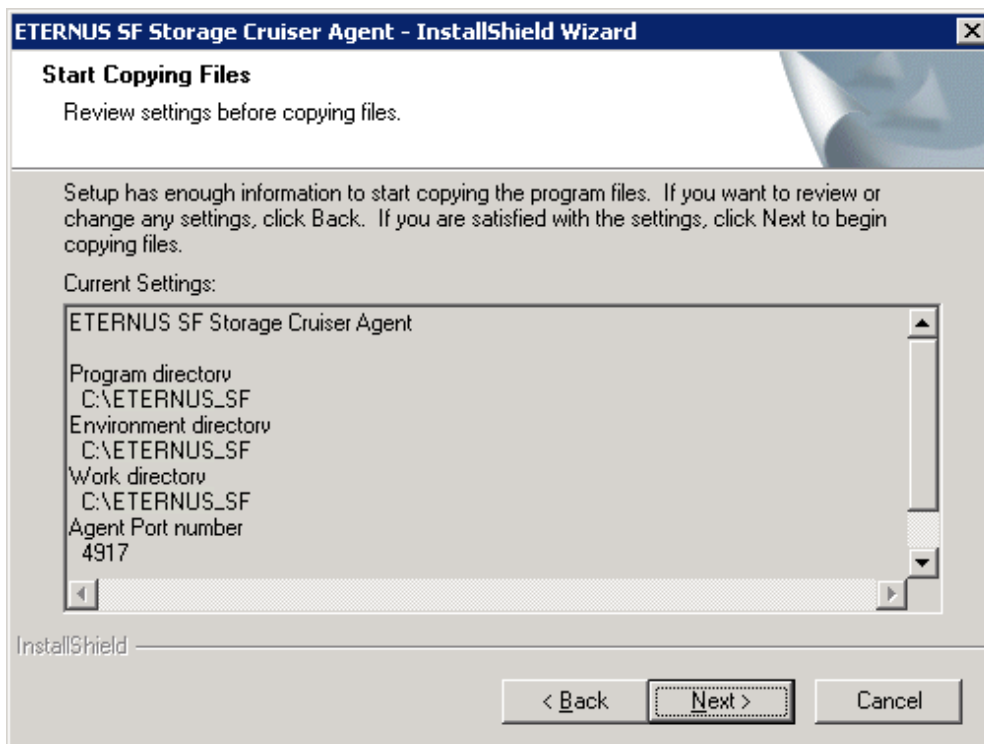 ETERNUS SF Storage Cruiser Agent - InstallShield Wizard
Start Copying Files
Review settings before copying files.
Setup has enough information to start copying the program files.  If you want to review or
change any settings, click Back.  If you are satisfied with the settings, click Next to begin
copying files.
Current Settings:
ETERNUS SF Storage Cruiser Agent
Program directory
C:\ETERNUS_SF
Environment directory
C:\ETERNUS_SF
Work directory
C:\ETERNUS_SF
Agent Port number
4917
InstallShield
< Back
Next >
Cancel